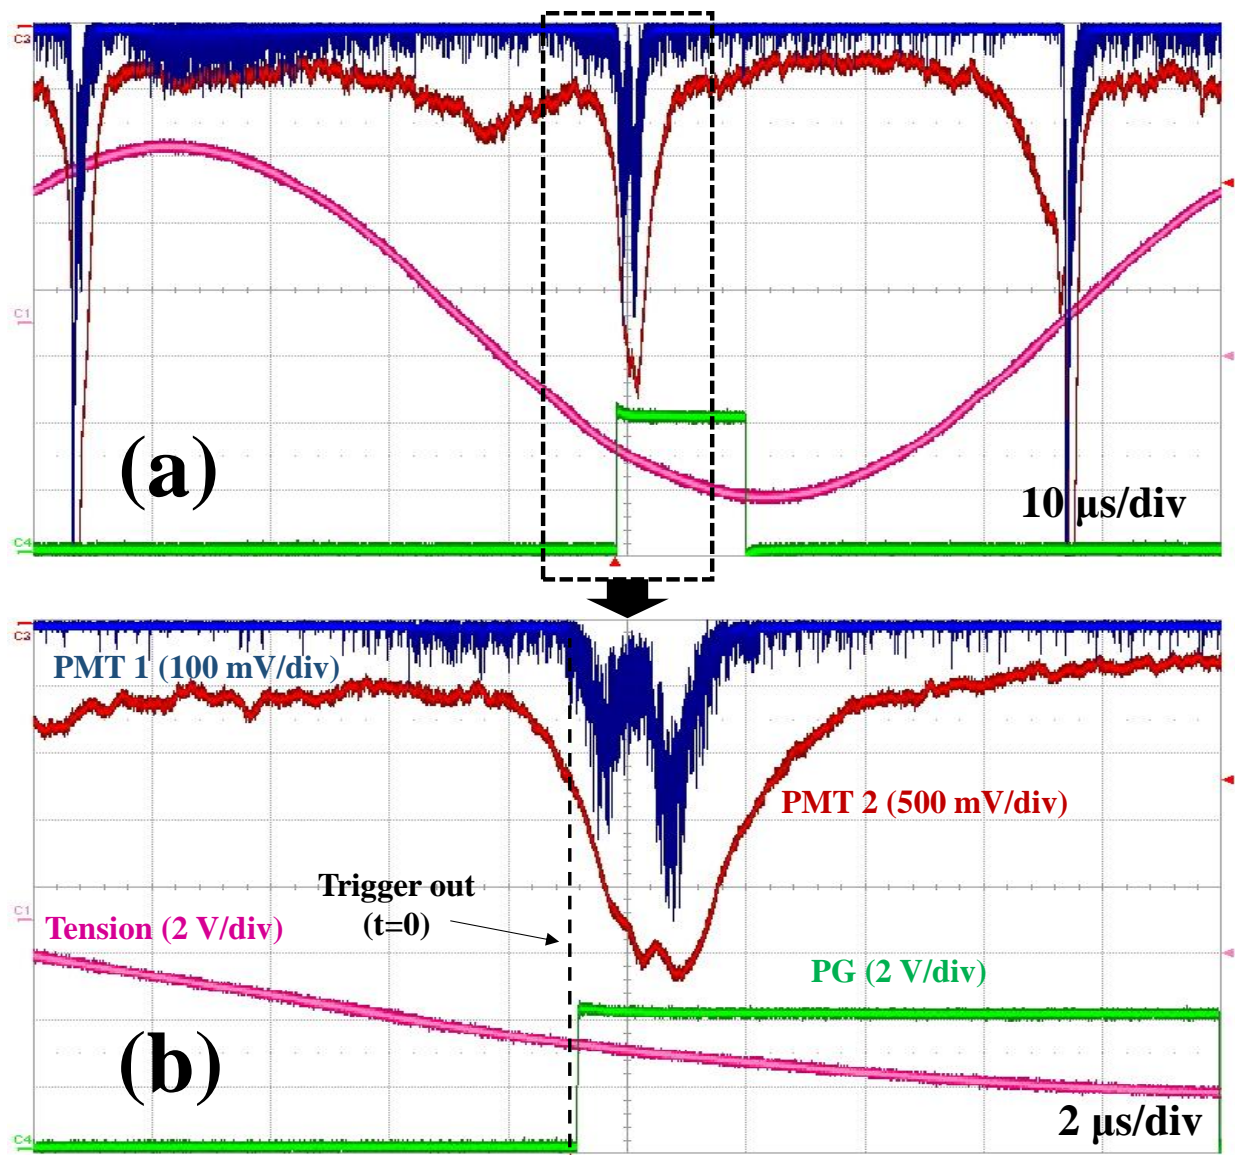 C3
C1
(a)
10 μs/div
C4
C3
PMT 1 (100 mV/div)
PMT 2 (500 mV/div)
Trigger out
(t=0)
C1
Tension (2 V/div)
PG (2 V/div)
(b)
2 μs/div
C4